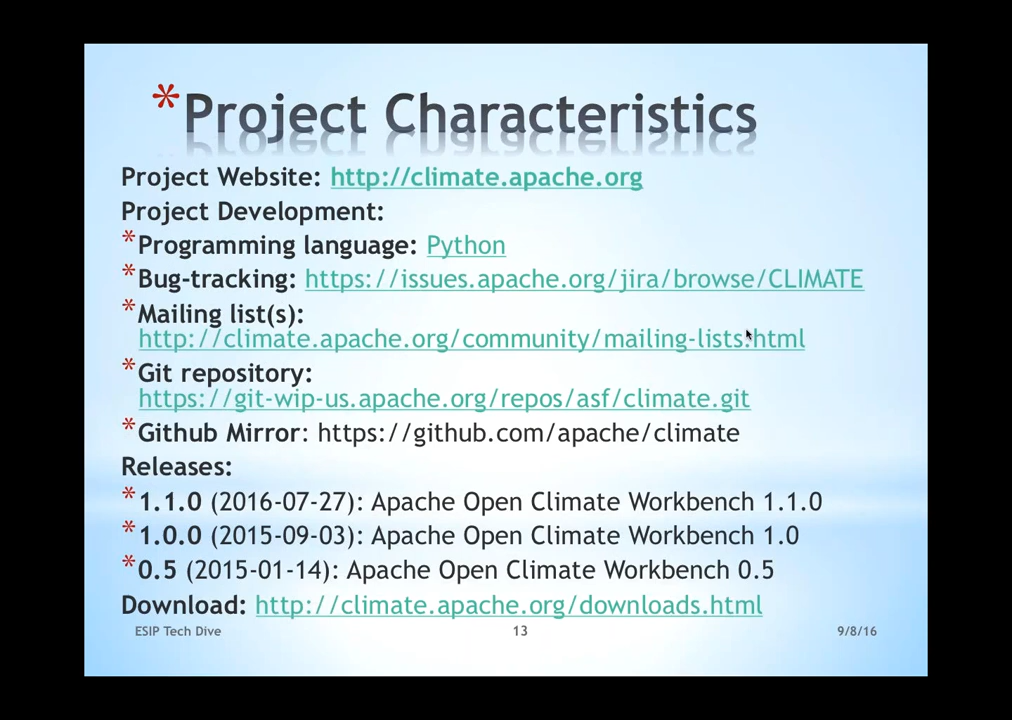 *Project Characteristics
Project Website: http://climate.apache.org
Project Development:
*Programming language: Python
*Bug-tracking: https://issues.apache.org/jira/browse/CLIMATE
*Mailing list(s):
http://climate.apache.org/community/mailing-lists.html
*Git repository:
https://git-wip-us.apache.org/repos/asf/climate.git
*Github Mirror: https://github.com/apache/climate
Releases:
*1.1.0 (2016-07-27): Apache Open Climate Workbench 1.1.0
*1.0.0 (2015-09-03): Apache Open Climate Workbench 1.0
*0.5 (2015-01-14): Apache Open Climate Workbench 0.5
Download: http://climate.apache.org/downloads.html
ESIP Tech Dive 13 9/8/16